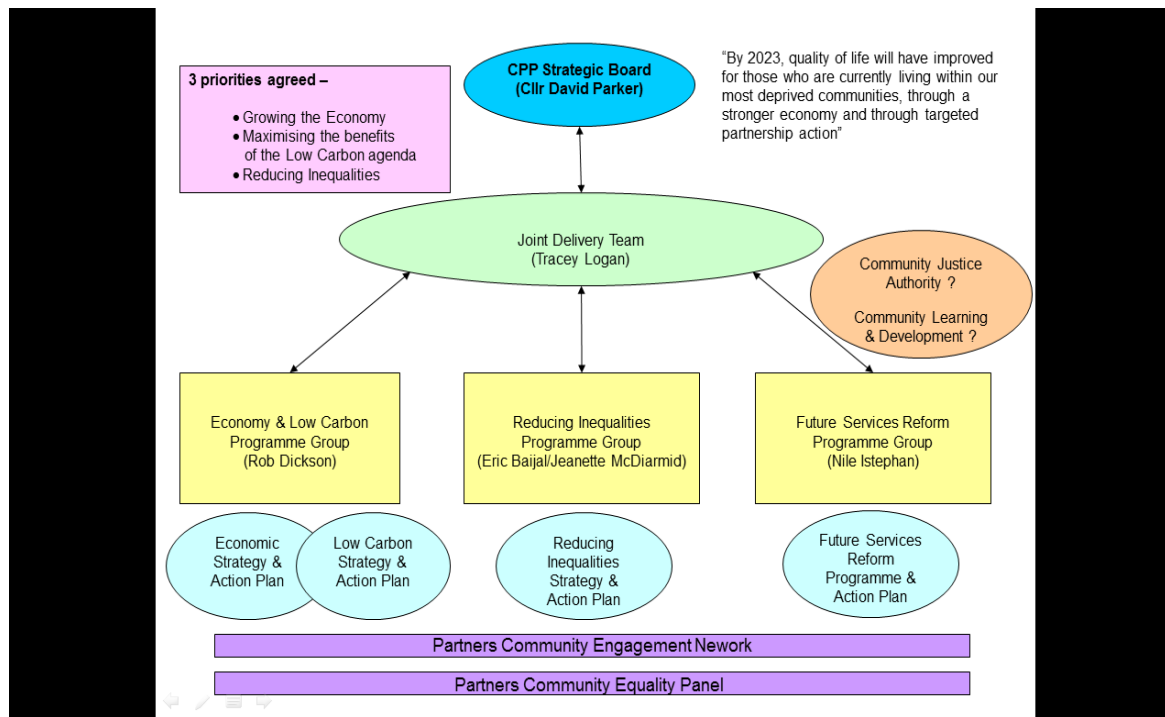 3 priorities agreed –
• Growing the Economy
• Maximising the benefits
of the Low Carbon agenda
• Reducing Inequalities
CPP Strategic Board
(Cllr David Parker)
“By 2023, quality of life will have improved
for those who are currently living within our
most deprived communities, through a
stronger economy and through targeted
partnership action”
Joint Delivery Team
(Tracey Logan)
Community Justice
Authority ?
Community Learning
& Development ?
Economy & Low Carbon
Programme Group
(Rob Dickson)
Reducing Inequalities
Programme Group
(Eric Baijal/Jeanette McDiarmid)
Future Services Reform
Programme Group
(Nile Istephan)
Economic
Strategy &
Action Plan
Low Carbon
Strategy &
Action Plan
Reducing
Inequalities
Strategy &
Action Plan
Future Services
Reform
Programme &
Action Plan
Partners Community Engagement Nework
Partners Community Equality Panel